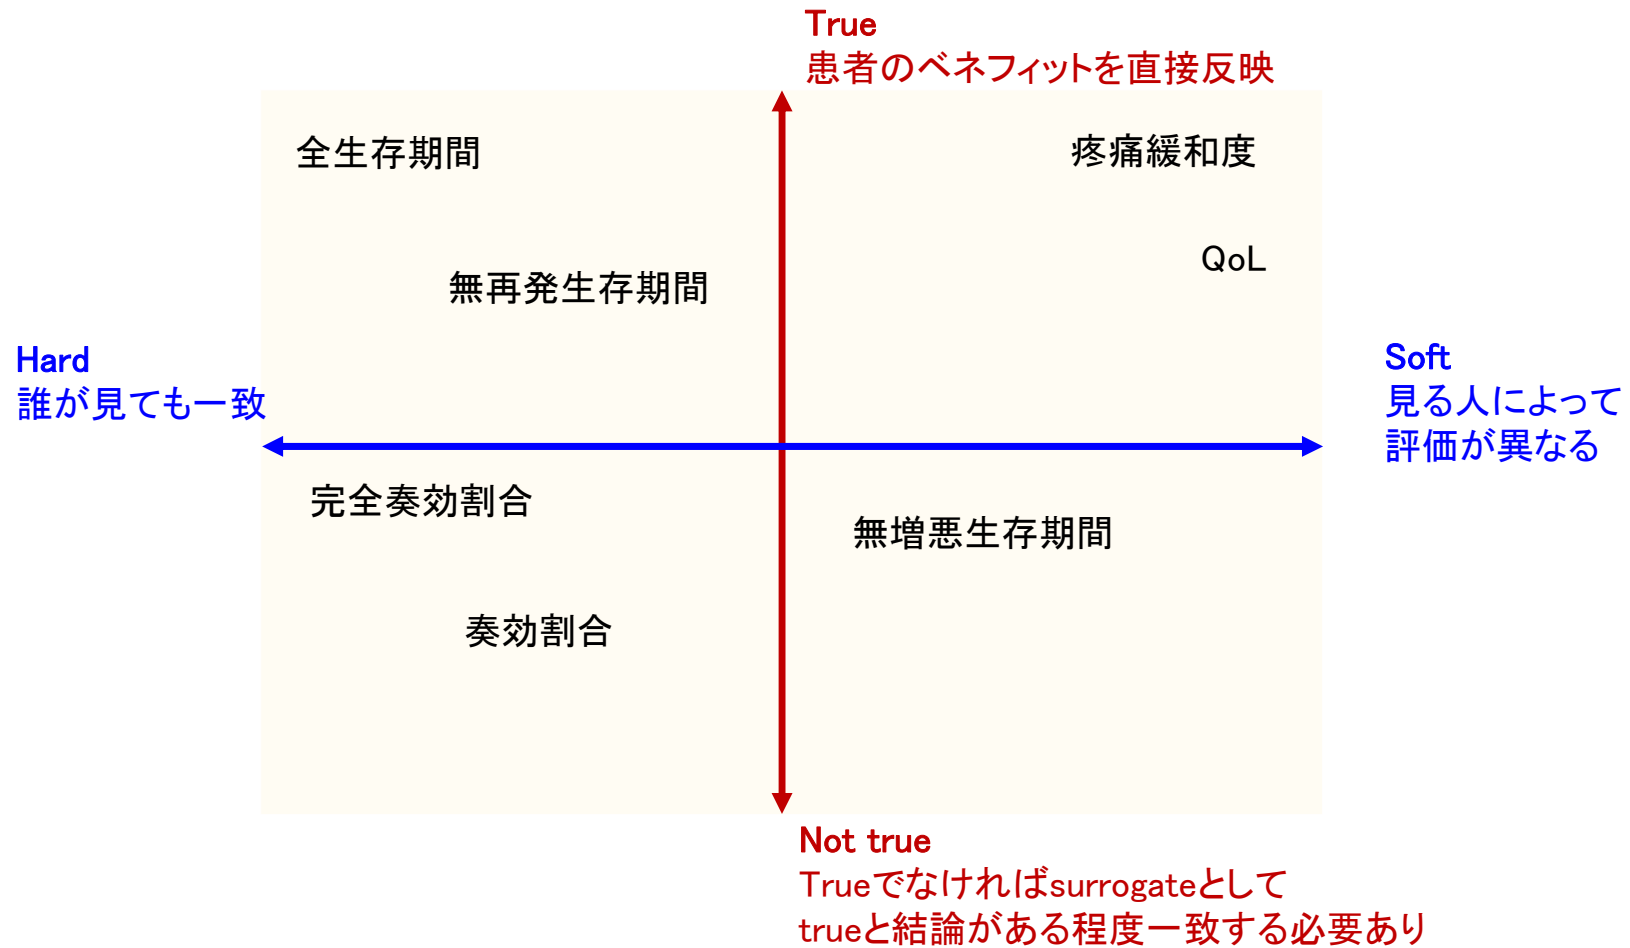 True
患者のベネフィットを直接反映
全生存期間
疼痛緩和度
QoL
無再発生存期間
Hard
誰が見ても一致
Soft
見る人によって
評価が異なる
完全奏効割合
無増悪生存期間
奏効割合
Not true
Trueでなければsurrogateとして
trueと結論がある程度一致する必要あり